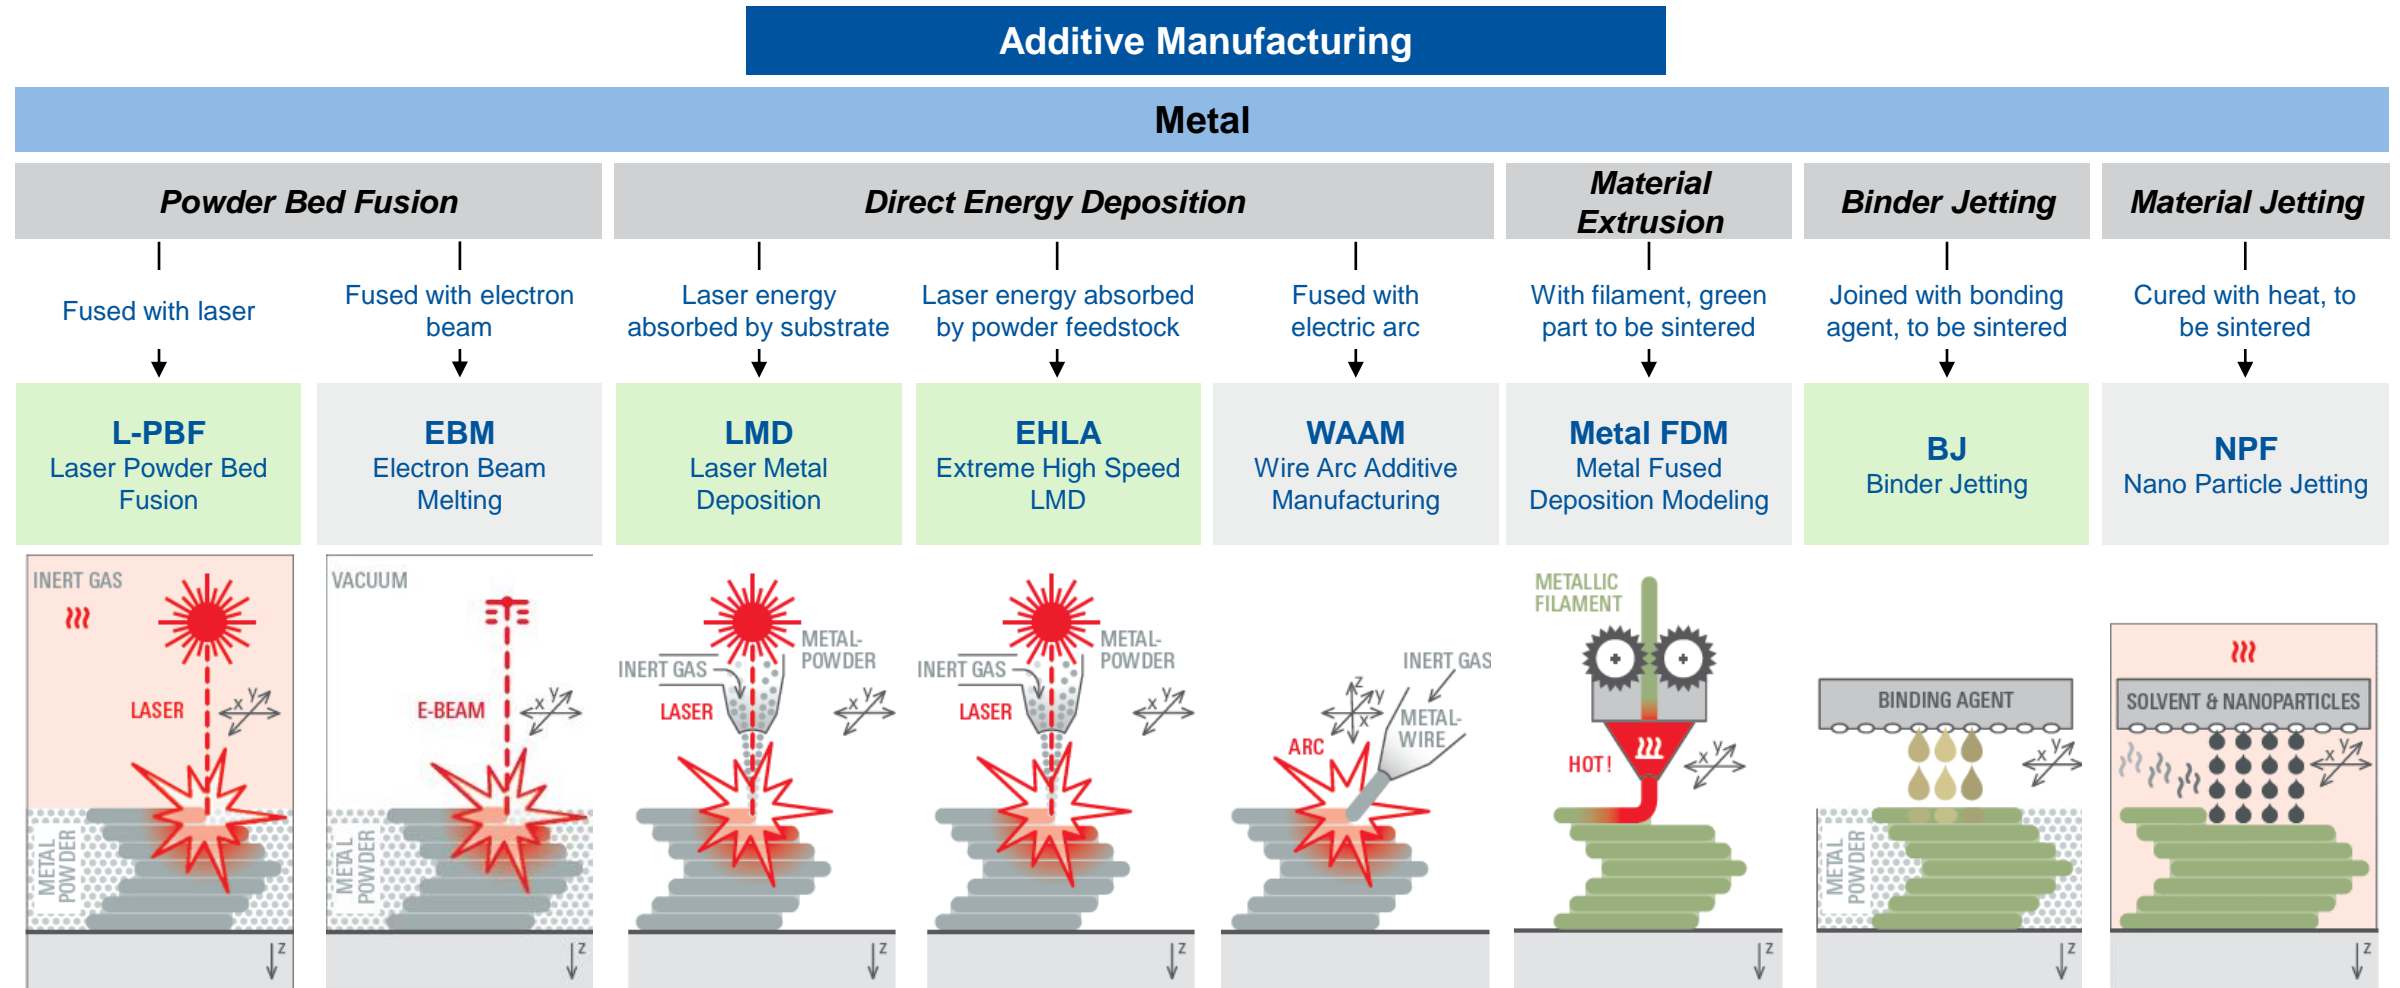 Additive Manufacturing
Metal
Powder Bed Fusion
Direct Energy Deposition
Material
Extrusion
Binder Jetting
Material Jetting
Fused with laser
Fused with electron
beam
Laser energy
absorbed by substrate
Laser energy absorbed
by powder feedstock
Fused with
electric arc
With filament, green
part to be sintered
Joined with bonding
agent, to be sintered
Cured with heat, to
be sintered
L-PBF
Laser Powder Bed
Fusion
EBM
Electron Beam
Melting
LMD
Laser Metal
Deposition
EHLA
Extreme High Speed
LMD
WAAM
Wire Arc Additive
Manufacturing
Metal FDM
Metal Fused
Deposition Modeling
BJ
Binder Jetting
NPF
Nano Particle Jetting
INERT GAS
LASER
x
y
METAL
POWDER
z
VACUUM
E-BEAM
x
y
METAL
POWDER
z
METAL-
POWDER
INERT GAS
LASER
x
y
z
METAL-
POWDER
INERT GAS
LASER
x
y
z
INERT GAS
z
y
x
METAL-
WIRE
ARC
METALLIC
FILAMENT
HOT!
x
y
z
BINDING AGENT
x
y
METAL
POWDER
z
SOLVENT & NANOPARTICLES
x
y
z